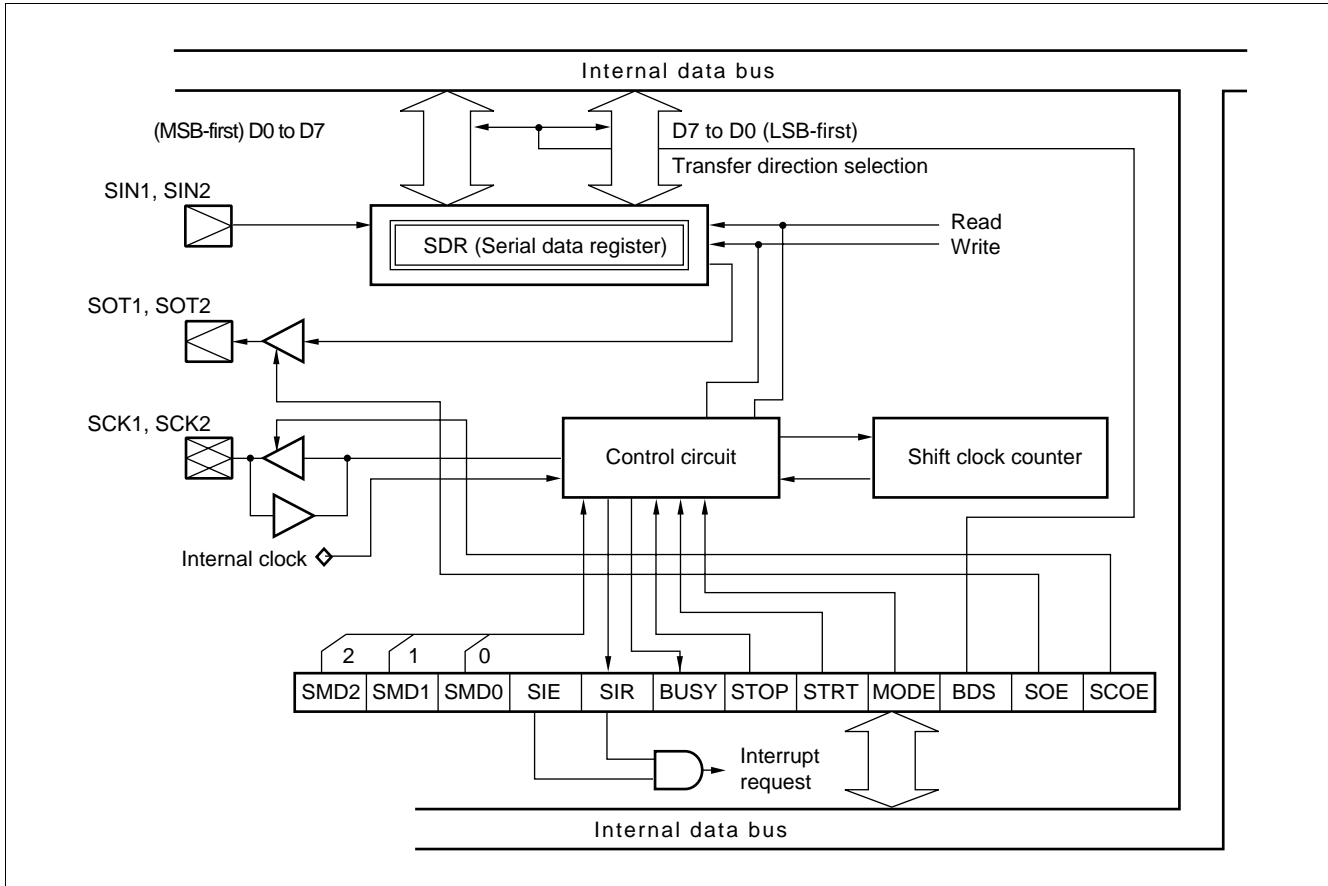 Internal data bus
(MSB-first) D0 to D7
D7 to D0 (LSB-first)
Transfer direction selection
SIN1, SIN2
SDR (Serial data register)
Read
Write
SOT1, SOT2
SCK1, SCK2
Control circuit
Shift clock counter
Internal clock
2 1 0
SMD2 SMD1 SMD0 SIE SIR BUSY STOP STRT MODE BDS SOE SCOE
Interrupt
request
Internal data bus